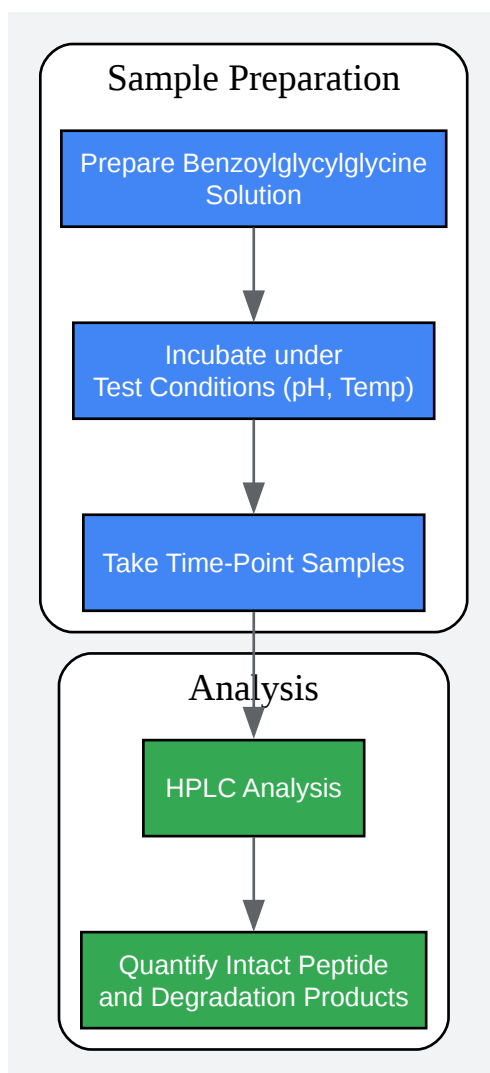 Sample Preparation
Prepare Benzoylglycylglycine
Solution
Incubate under
Test Conditions (pH, Temp)
Take Time-Point Samples
Analysis
HPLC Analysis
Quantify Intact Peptide
and Degradation Products